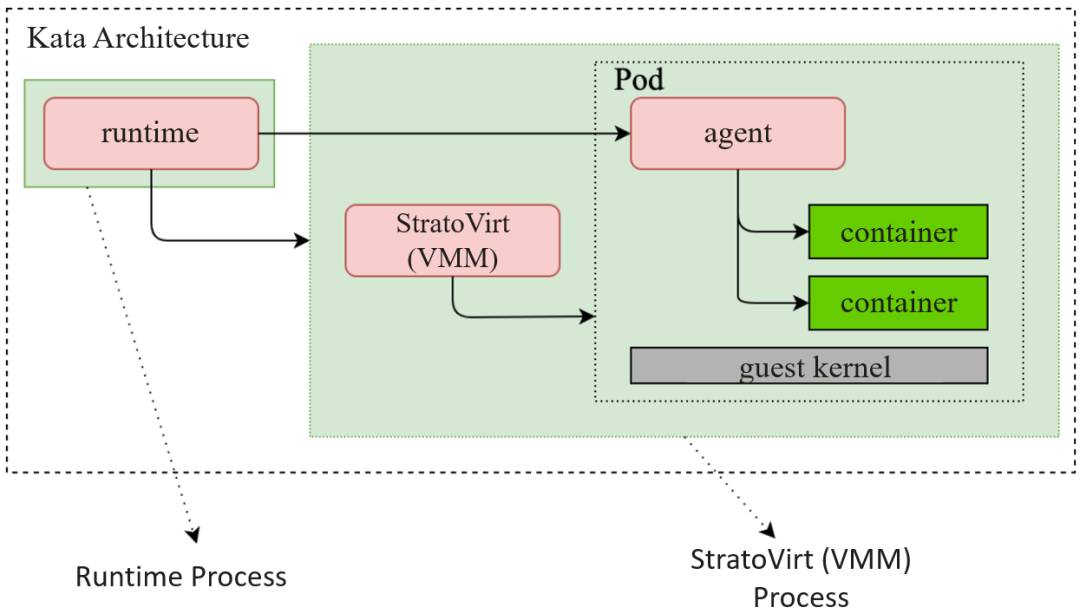 Kata Architecture
Pod
runtime
agent
StratoVirt
(VMM)
container
container
guest kernel
Runtime Process
StratoVirt (VMM)
Process